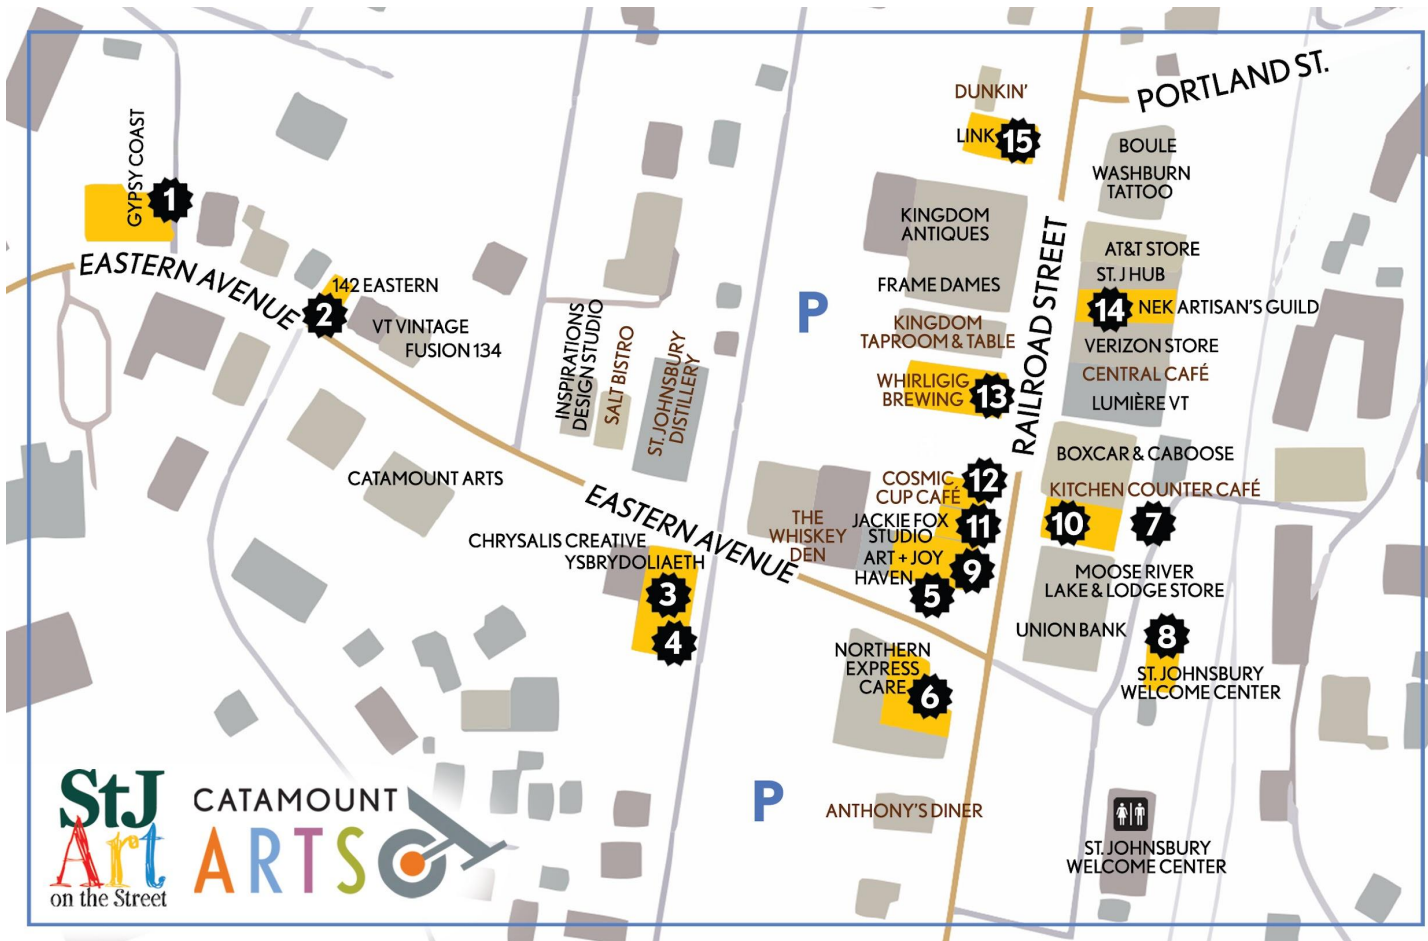 PORTLAND ST.
DUNKIN'
LINK
15
BOULE
WASHBURN
TATTOO
GYPSY COAST
1
KINGDOM
ANTIQUES
RAILROAD STREET
AT&T STORE
ST. J HUB
EASTERN AVENUE
142 EASTERN
2
VT VINTAGE
FUSION 134
P
FRAME DAMES
14
NEK ARTISAN'S GUILD
KINGDOM
TAPROOM & TABLE
VERIZON STORE
INSPIRATIONS
DESIGN STUDIO
SALT BISTRO
ST. JOHNSBURY
DISTILLERY
WHIRLIGIG
BREWING
13
CENTRAL CAFÉ
LUMIÈRE VT
BOXCAR & CABOOSE
CATAMOUNT ARTS
EASTERN AVENUE
COSMIC
CUP CAFÉ
12
KITCHEN COUNTER CAFÉ
10
7
THE
WHISKEY
DEN
JACKIE FOX
STUDIO
11
ART + JOY
HAVEN
9
5
CHRYSALIS CREATIVE
YSBRYDOLIAETH
3
4
MOOSE RIVER
LAKE & LODGE STORE
UNION BANK
8
ST. JOHNSBURY
WELCOME CENTER
NORTHERN
EXPRESS
CARE
6
P
ANTHONY'S DINER
ST. JOHNSBURY
WELCOME CENTER
StJ
Art
on the Street
CATAMOUNT
ARTS